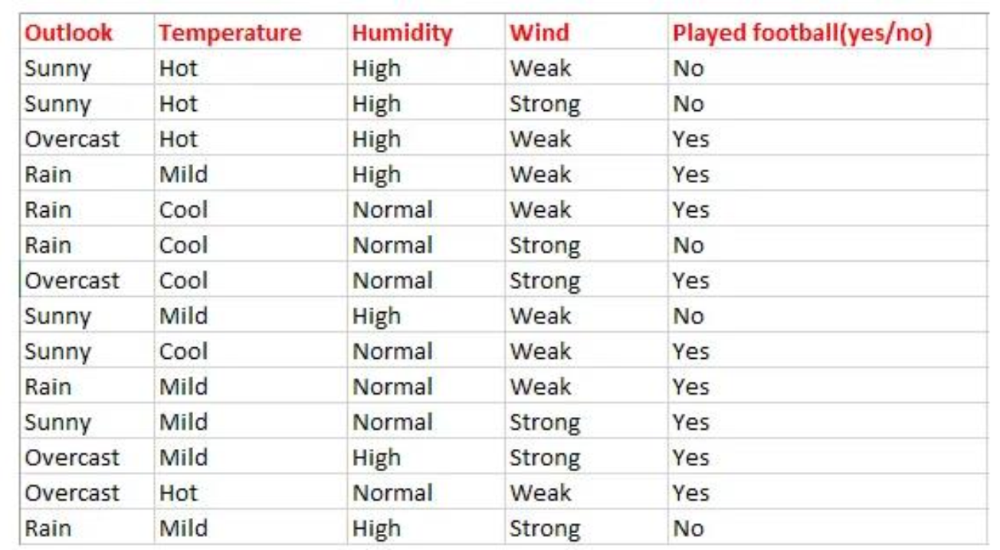 Outlook Temperature Humidity Wind Played football(yes/no)
Sunny Hot High Weak No
Sunny Hot High Strong No
Overcast Hot High Weak Yes
Rain Mild High Weak Yes
Rain Cool Normal Weak Yes
Rain Cool Normal Strong No
Overcast Cool Normal Strong Yes
Sunny Mild High Weak No
Sunny Cool Normal Weak Yes
Rain Mild Normal Weak Yes
Sunny Mild Normal Strong Yes
Overcast Mild High Strong Yes
Overcast Hot Normal Weak Yes
Rain Mild High Strong No